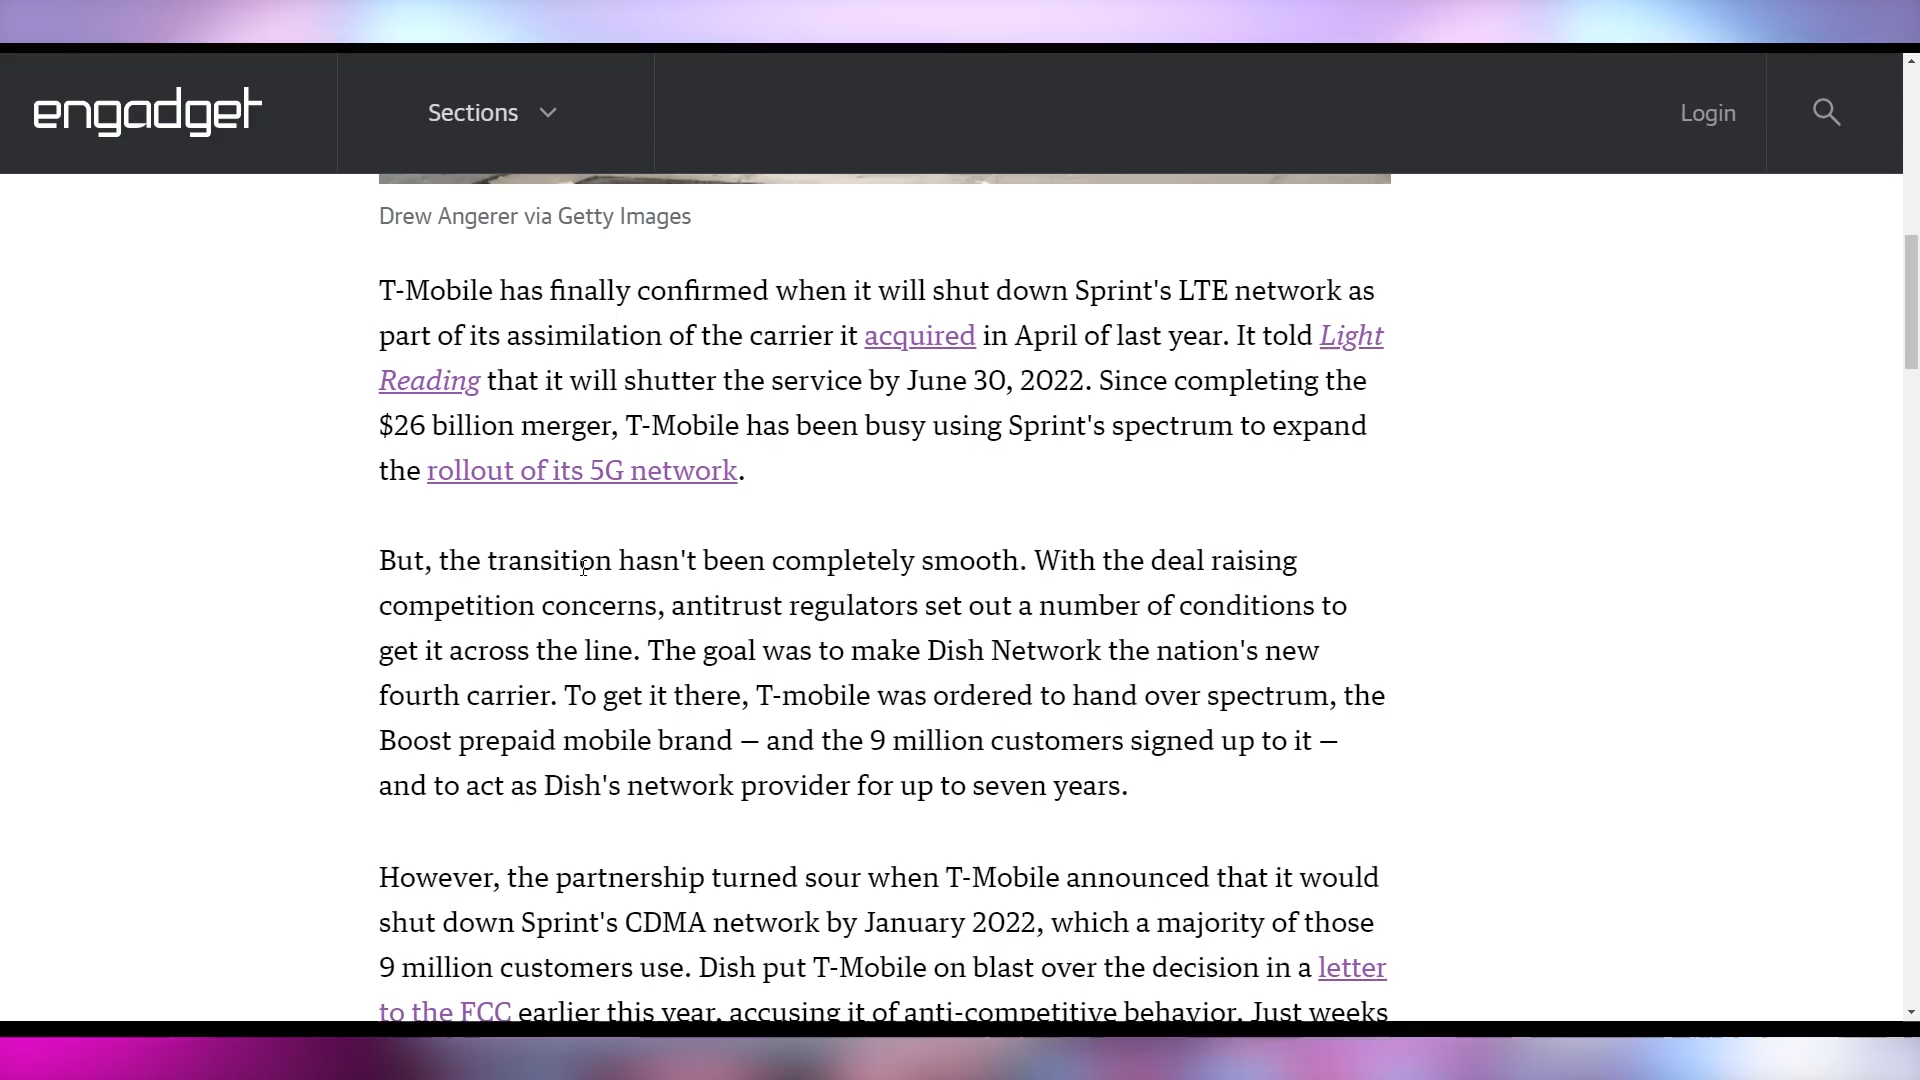 engadget
Sections
Login
Drew Angerer via Getty Images
T-Mobile has finally confirmed when it will shut down Sprint's LTE network as
part of its assimilation of the carrier it acquired in April of last year. It told Light
Reading that it will shutter the service by June 30, 2022. Since completing the
$26 billion merger, T-Mobile has been busy using Sprint's spectrum to expand
the rollout of its 5G network.
But, the transition hasn't been completely smooth. With the deal raising
competition concerns, antitrust regulators set out a number of conditions to
get it across the line. The goal was to make Dish Network the nation's new
fourth carrier. To get it there, T-mobile was ordered to hand over spectrum, the
Boost prepaid mobile brand — and the 9 million customers signed up to it —
and to act as Dish's network provider for up to seven years.
However, the partnership turned sour when T-Mobile announced that it would
shut down Sprint's CDMA network by January 2022, which a majority of those
9 million customers use. Dish put T-Mobile on blast over the decision in a letter
to the FCC earlier this year, accusing it of anti-competitive behavior. Just weeks